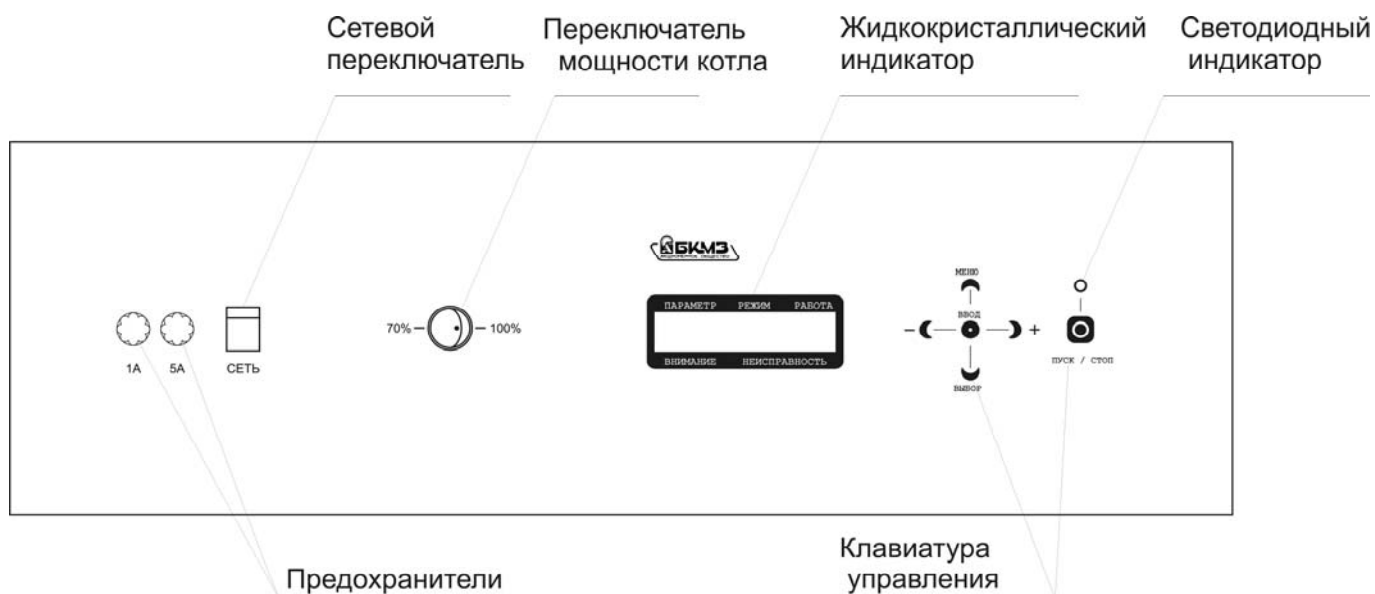 Сетевой
переключатель
Переключатель
мощности котла
Жидкокристаллический
индикатор
Светодиодный
индикатор
БКМЗ
ПАРАМЕТР РЕЖИМ РАБОТА
ВНИМАНИЕ НЕИСПРАВНОСТЬ
70% 100%
МЕНЮ
ВВОД
- +
ВЫБОР
ПУСК / СТОП
1А 5А СЕТЬ
Предохранители
Клавиатура
управления